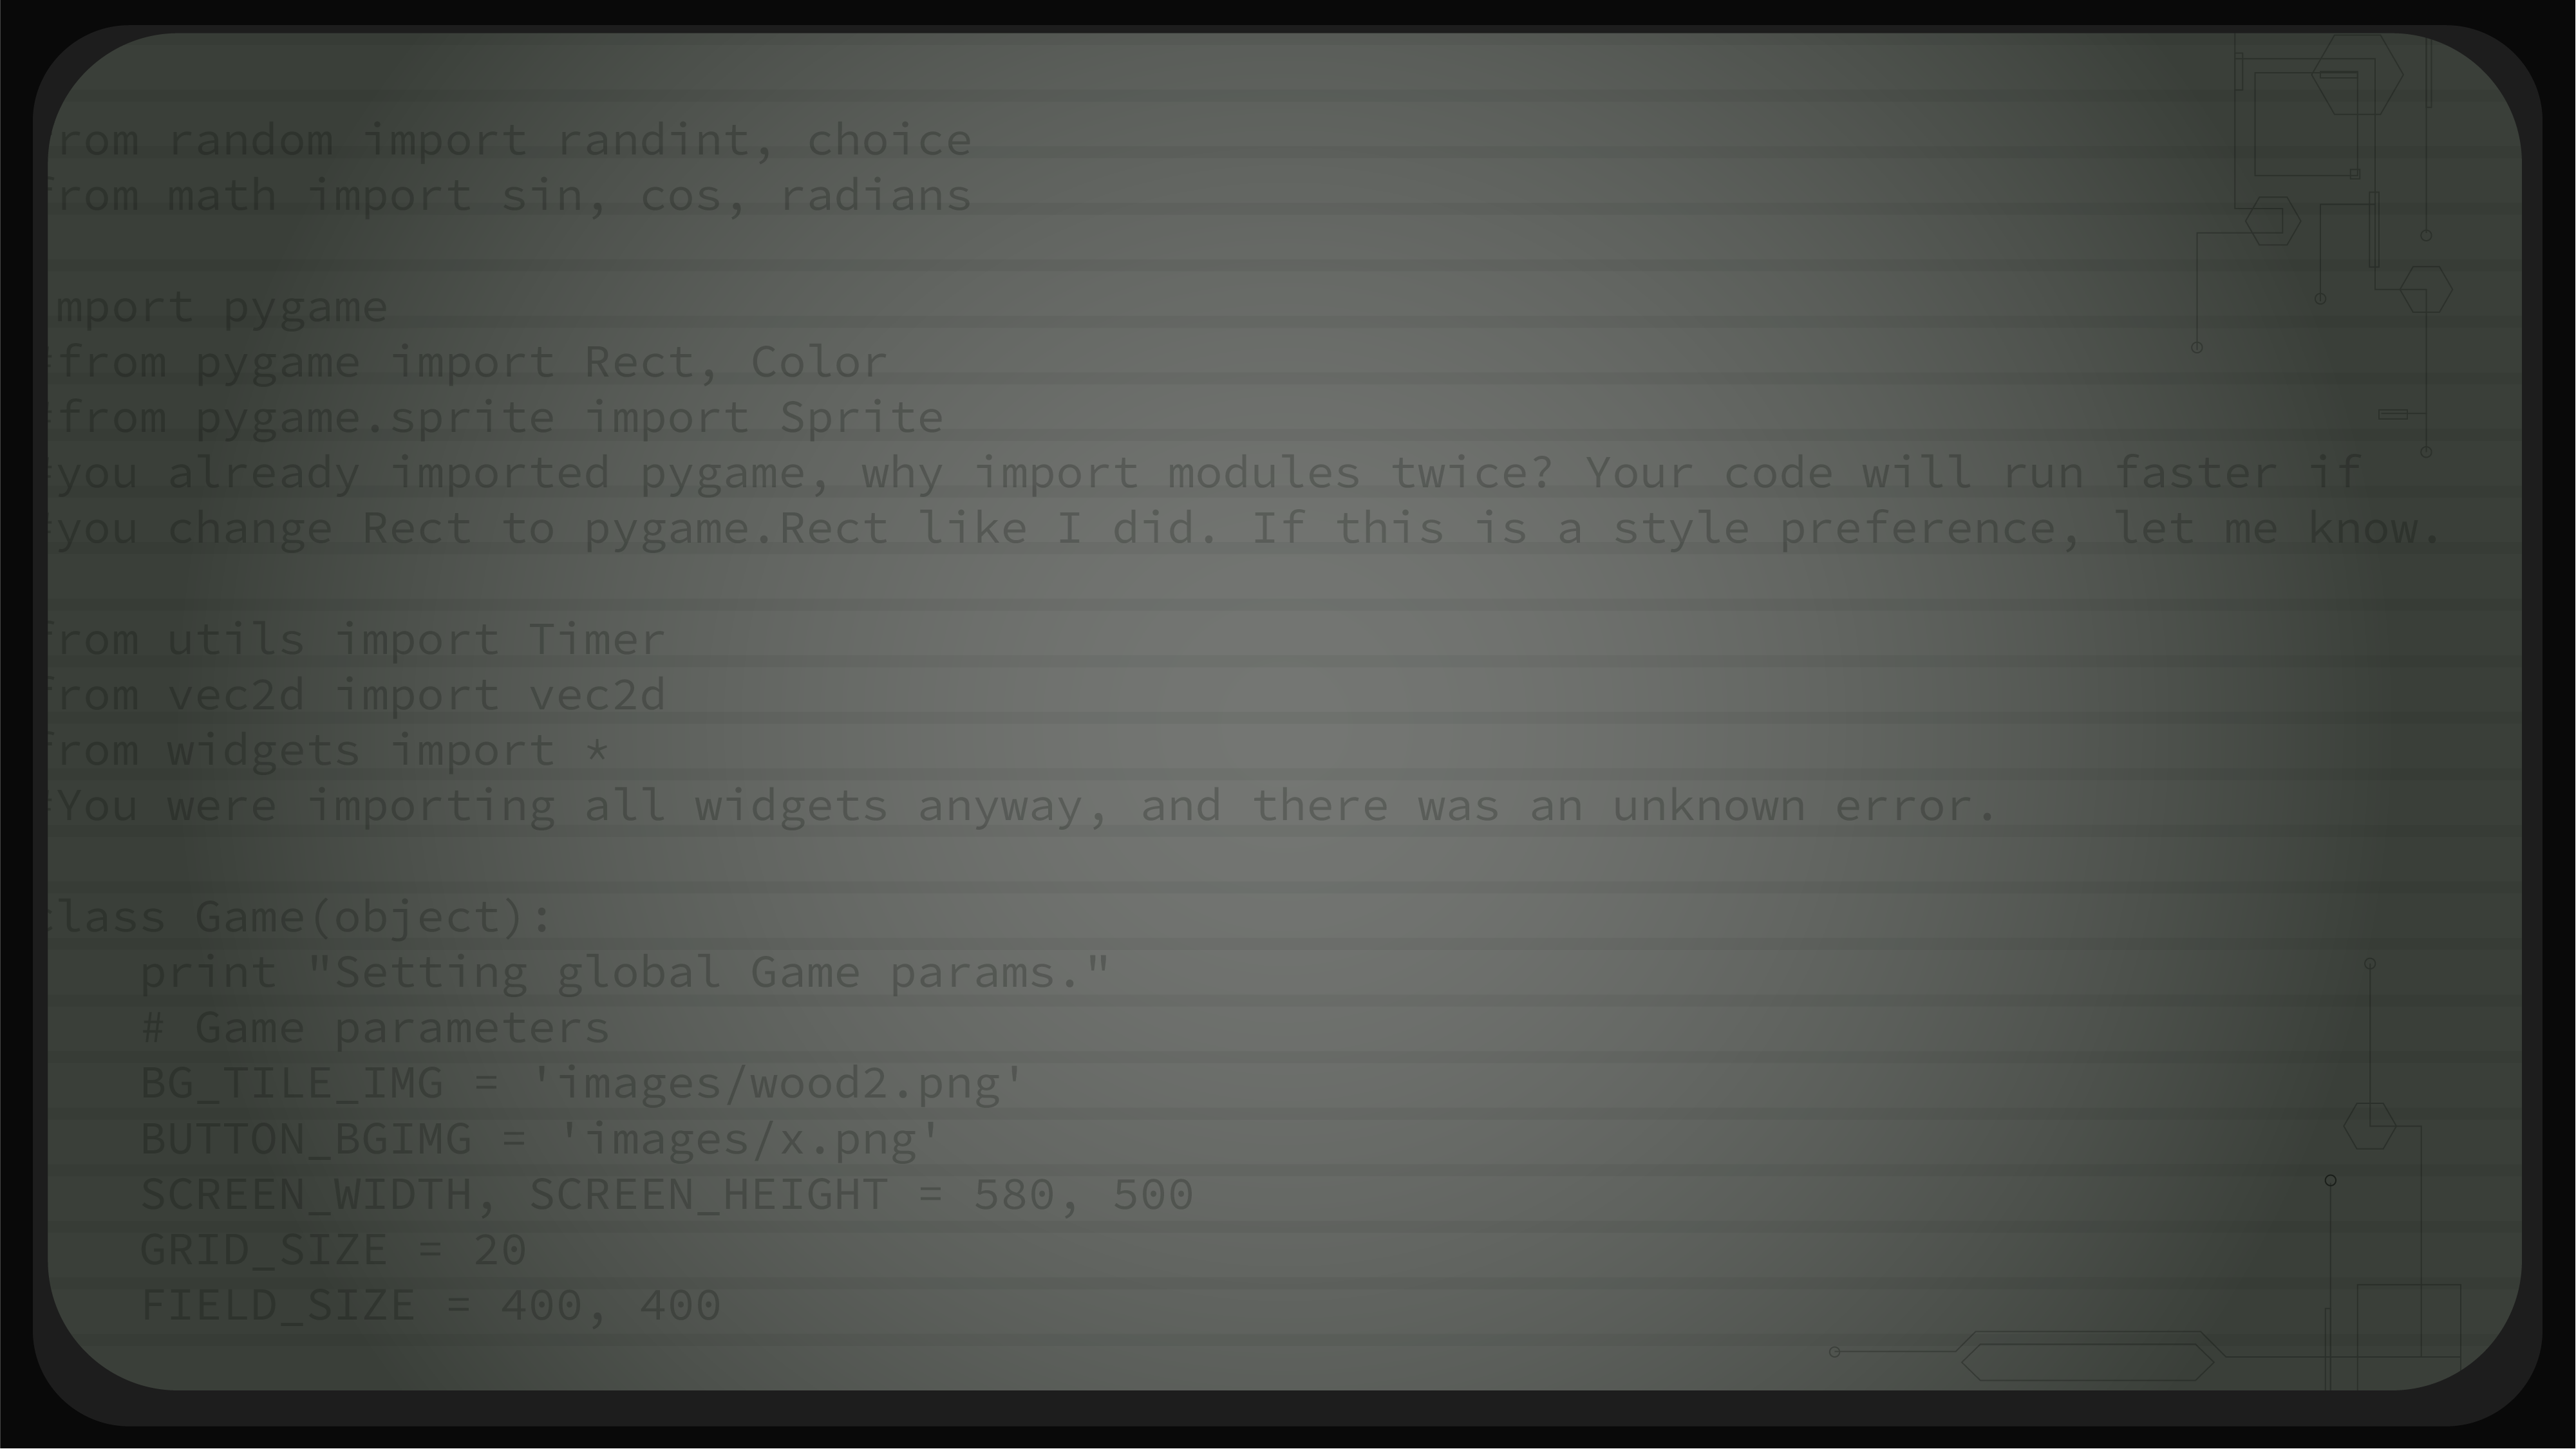 rom random import randint, choice
from math import sin, cos, radians
mport pygame
#from pygame import Rect, Color
#from pygame.sprite import Sprite
#you already imported pygame, why import modules twice? Your code will run faster if
#you change Rect to pygame.Rect like I did. If this is a style preference, let me know.
from utils import Timer
from vec2d import vec2d
from widgets import *
#You were importing all widgets anyway, and there was an unknown error.
class Game(object):
    print "Setting global Game params."
    # Game parameters
    BG_TILE_IMG = 'images/wood2.png'
    BUTTON_BGIMG = 'images/x.png'
    SCREEN_WIDTH, SCREEN_HEIGHT = 580, 500
    GRID_SIZE = 20
    FIELD_SIZE = 400, 400